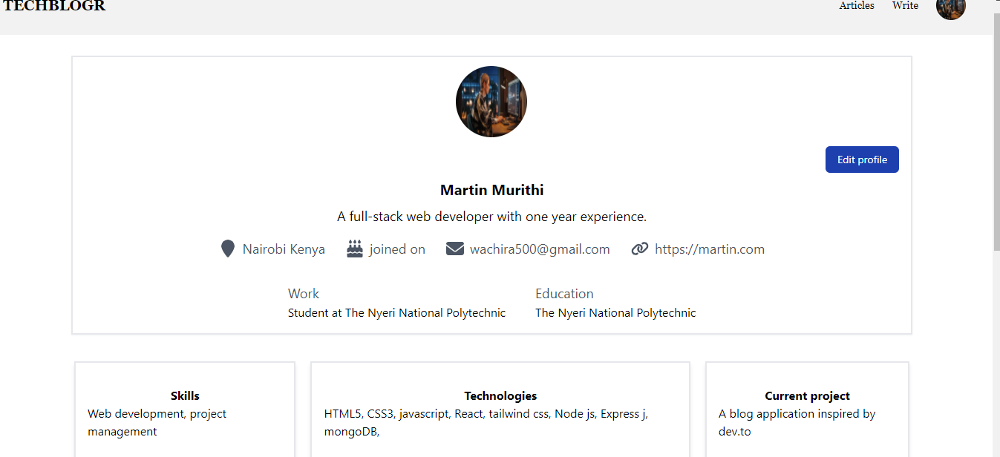 TECHBLOGR
Articles Write
Edit profile
Martin Murithi
A full-stack web developer with one year experience.
Nairobi Kenya joined on wachira500@gmail.com https://martin.com
Work
Student at The Nyeri National Polytechnic
Education
The Nyeri National Polytechnic
Skills
Web development, project
management
Technologies
HTML5, CSS3, javascript, React, tailwind css, Node js, Express j,
mongoDB,
Current project
A blog application inspired by
dev.to